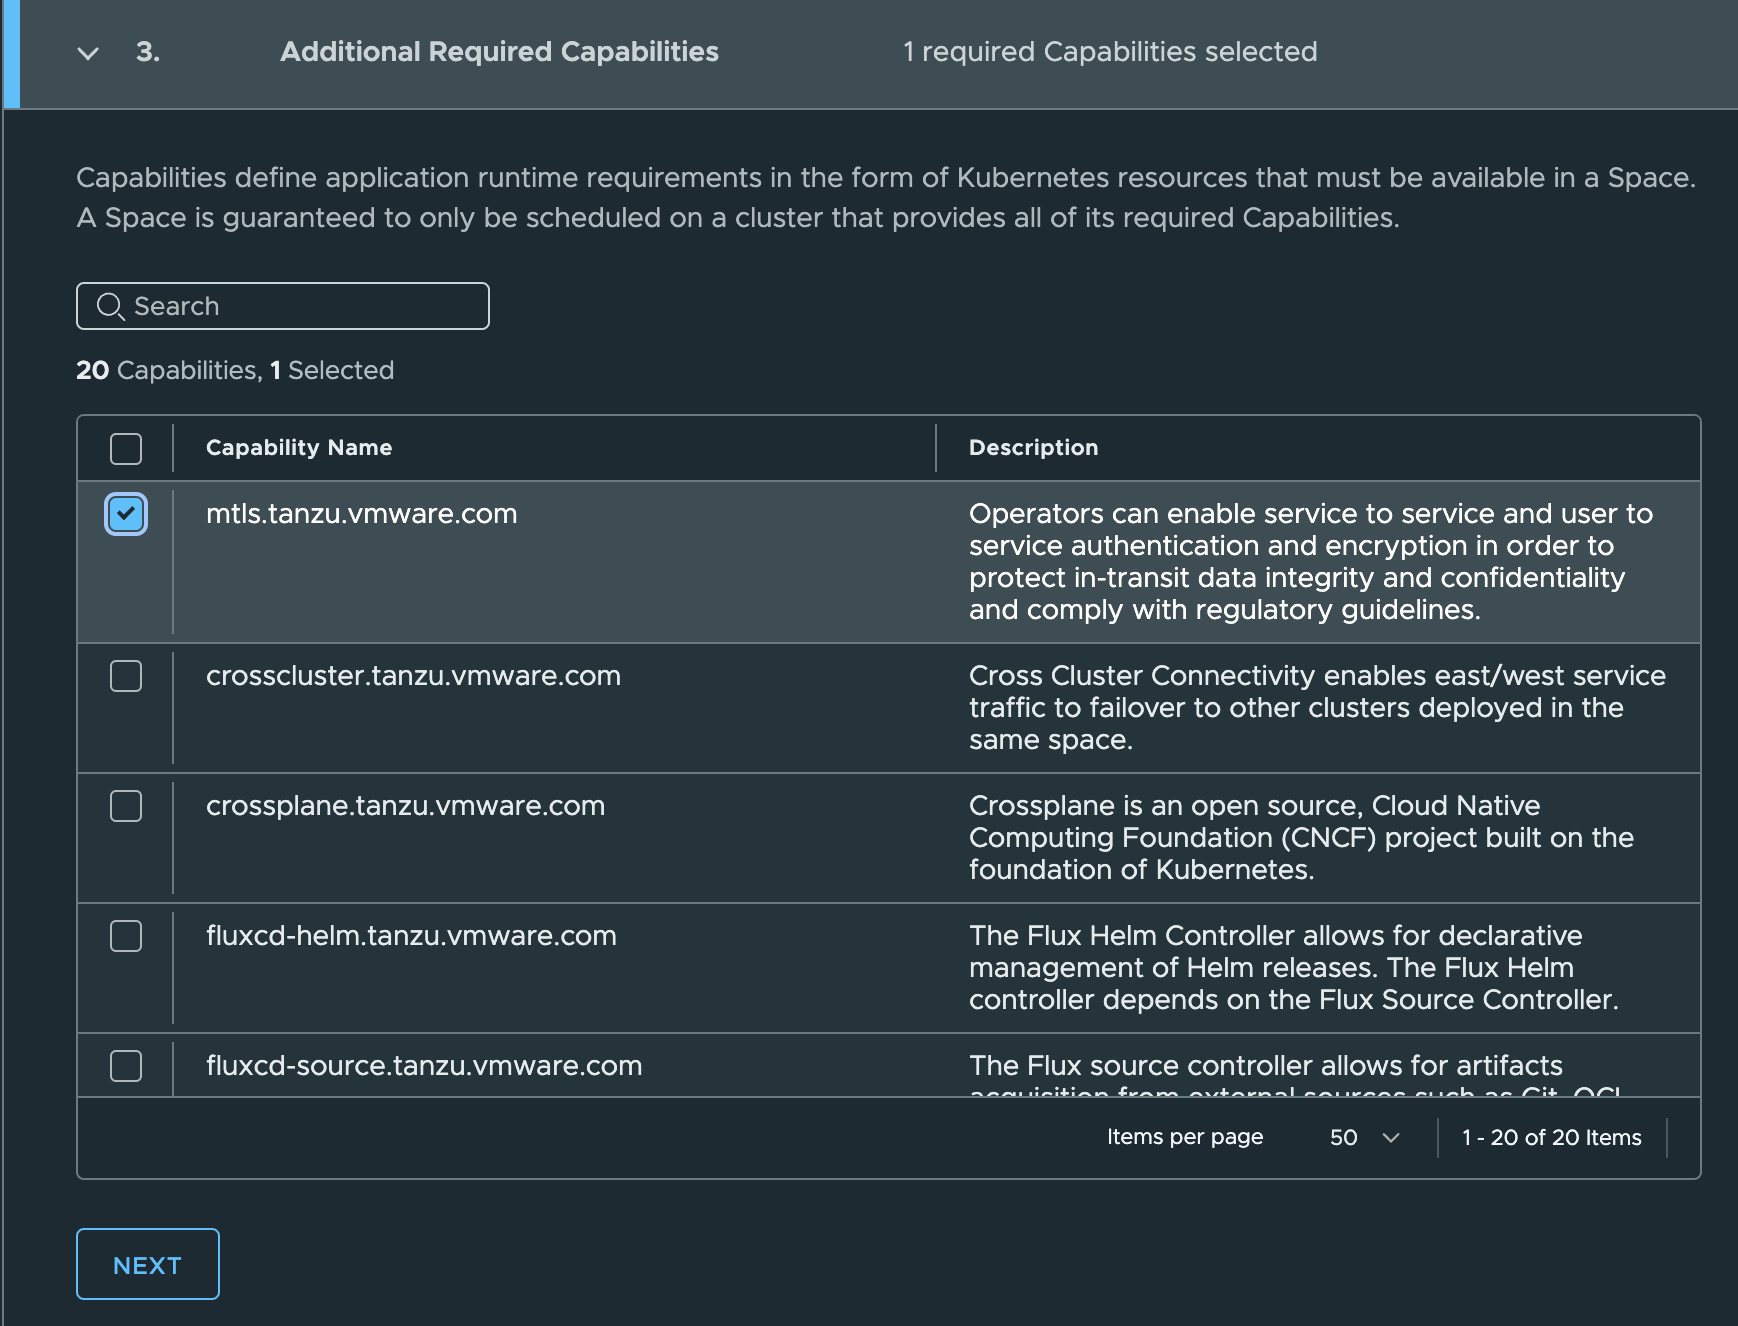 3. Additional Required Capabilities 1 required Capabilities selected
Capabilities define application runtime requirements in the form of Kubernetes resources that must be available in a Space.
A Space is guaranteed to only be scheduled on a cluster that provides all of its required Capabilities.
Search
20 Capabilities, 1 Selected
Capability Name Description
mtls.tanzu.vmware.com Operators can enable service to service and user to
service authentication and encryption in order to
protect in-transit data integrity and confidentiality
and comply with regulatory guidelines.
crosscluster.tanzu.vmware.com Cross Cluster Connectivity enables east/west service
traffic to failover to other clusters deployed in the
same space.
crossplane.tanzu.vmware.com Crossplane is an open source, Cloud Native
Computing Foundation (CNCF) project built on the
foundation of Kubernetes.
fluxcd-helm.tanzu.vmware.com The Flux Helm Controller allows for declarative
management of Helm releases. The Flux Helm
controller depends on the Flux Source Controller.
fluxcd-source.tanzu.vmware.com The Flux source controller allows for artifacts
acquisition from external sources such as Git, OCI,
Items per page 50 1 - 20 of 20 Items
NEXT